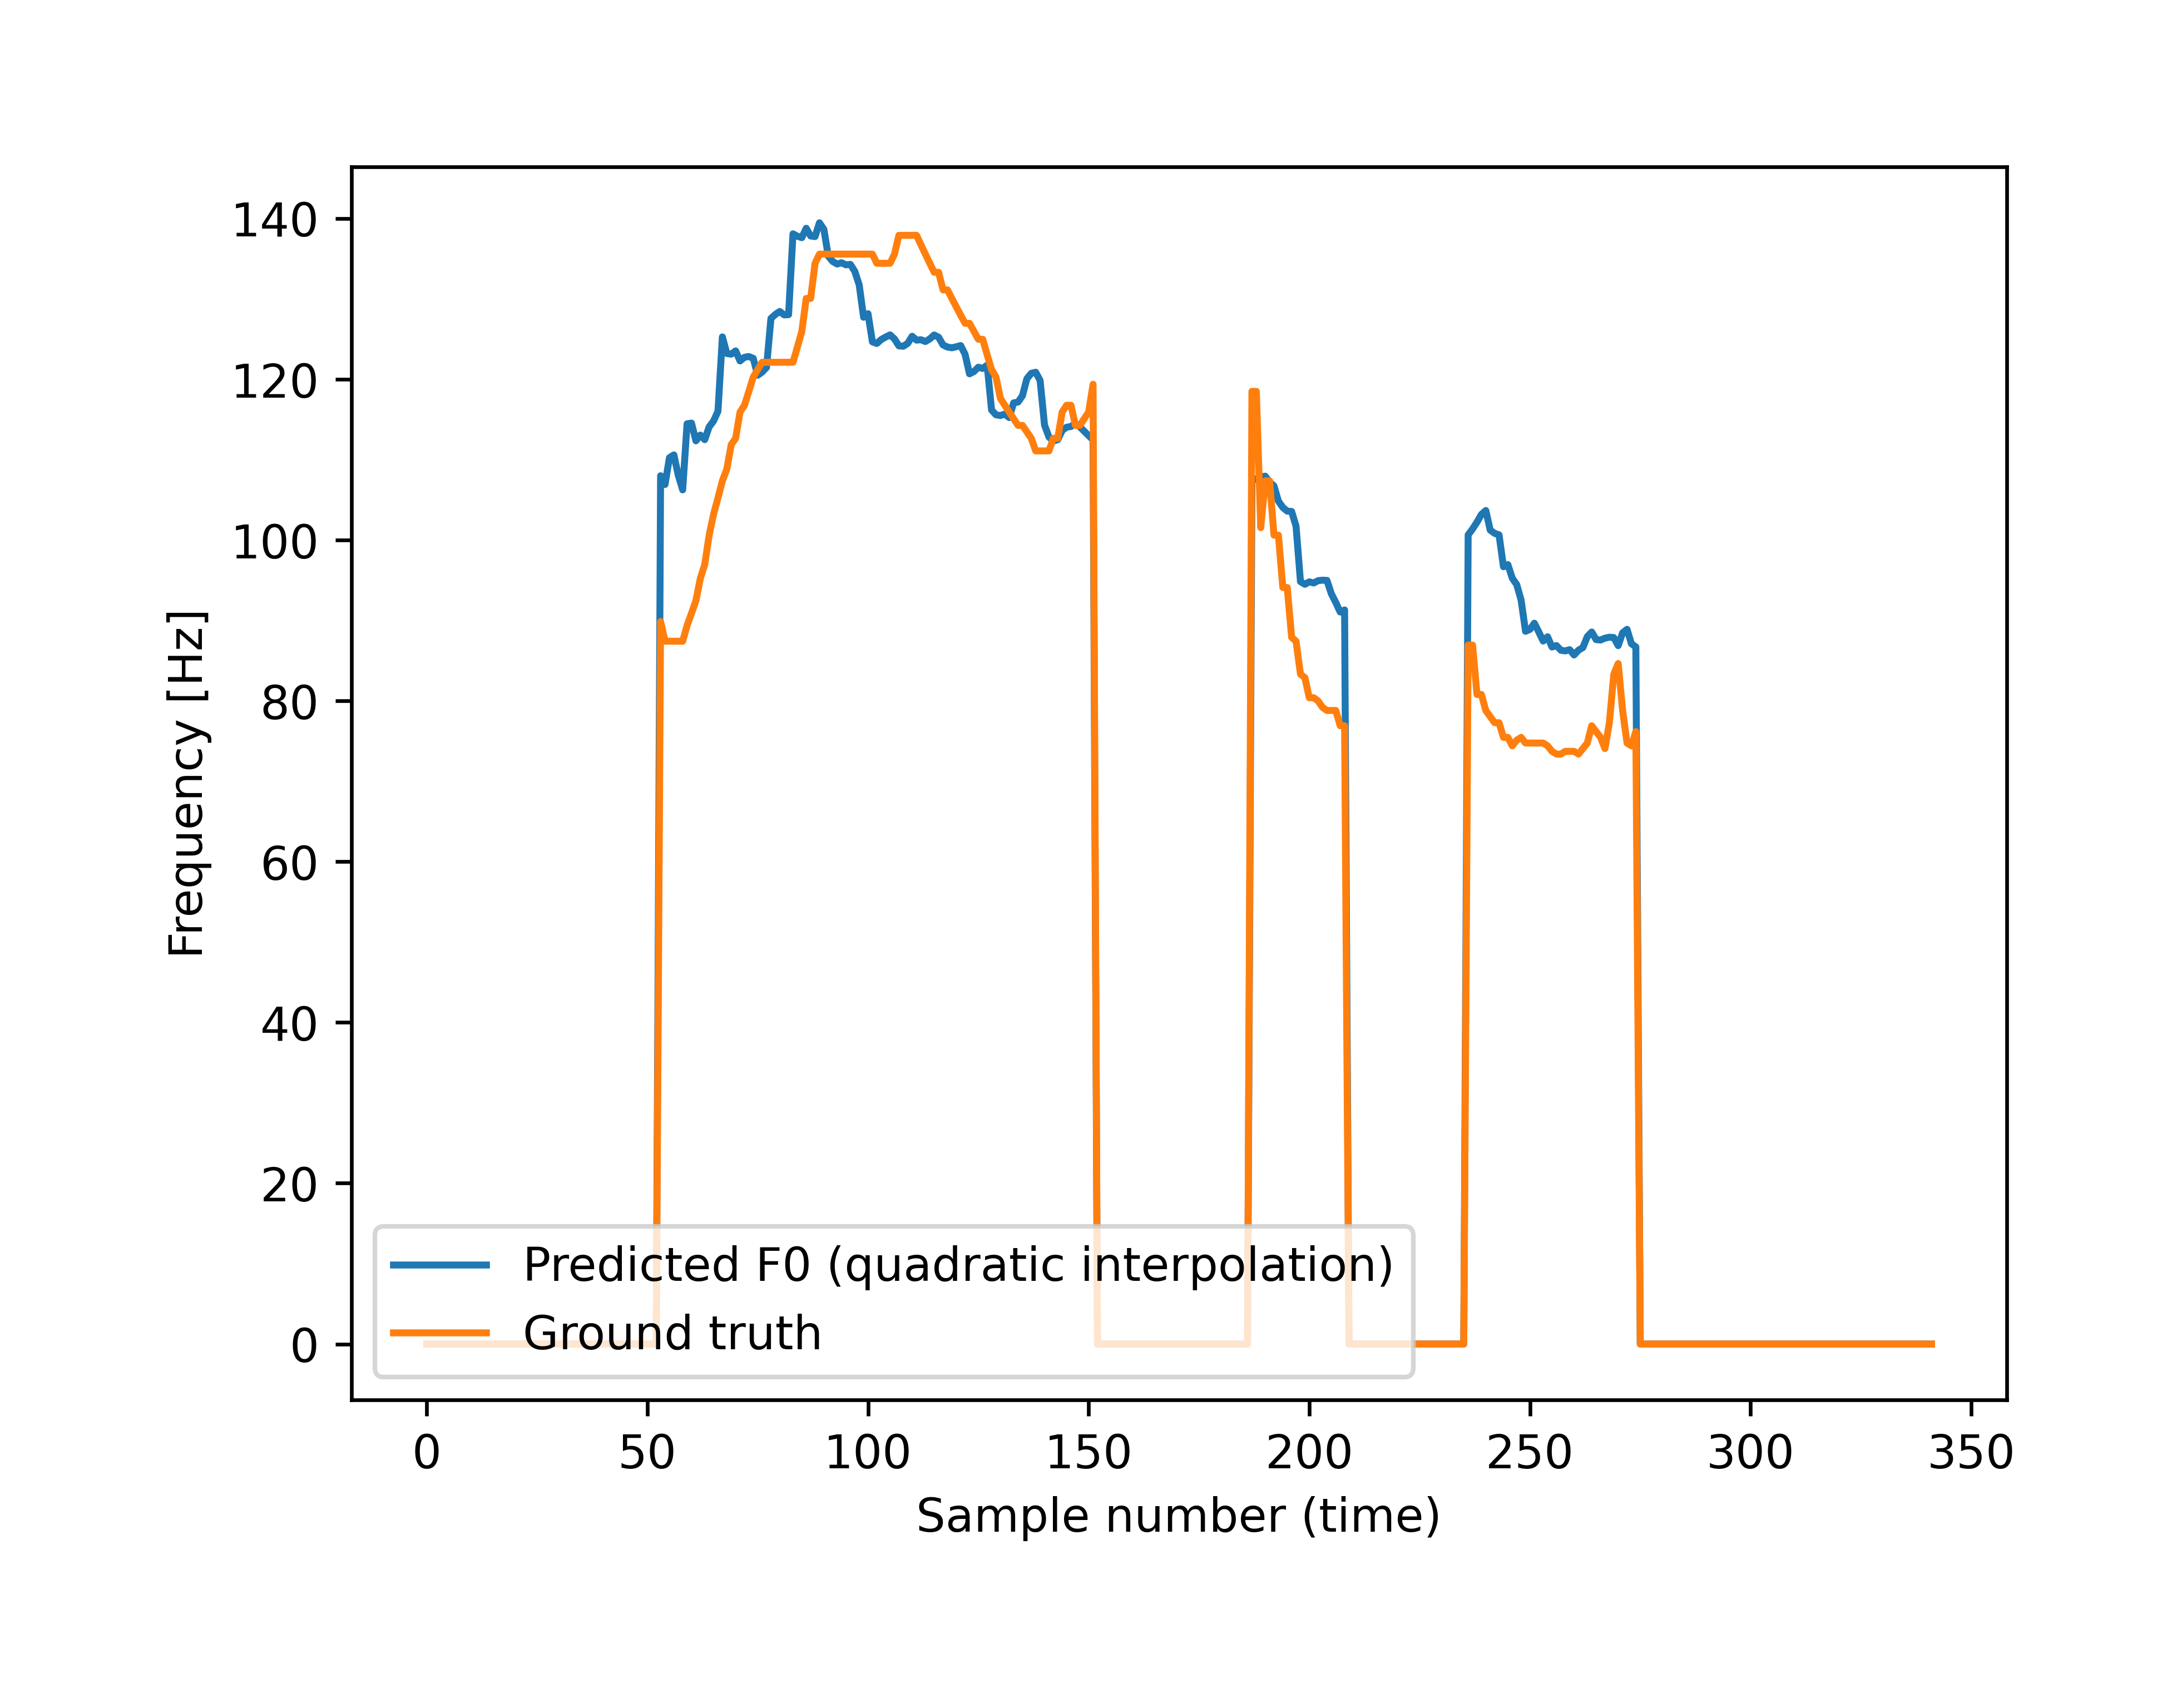 140
120
100
80
60
40
20
0
Frequency [Hz]
Predicted F0 (quadratic interpolation)
Ground truth
0 50 100 150 200 250 300 350
Sample number (time)